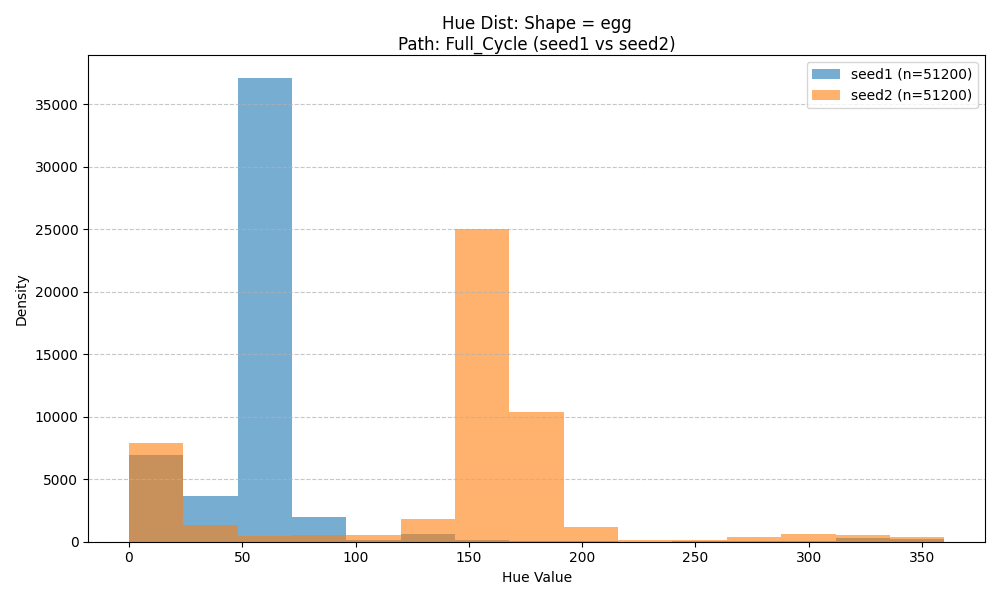 Hue Dist: Shape = egg
Path: Full_Cycle (seed1 vs seed2)
seed1 (n=51200)
seed2 (n=51200)
Density
35000
30000
25000
20000
15000
10000
5000
0
0 50 100 150 200 250 300 350
Hue Value